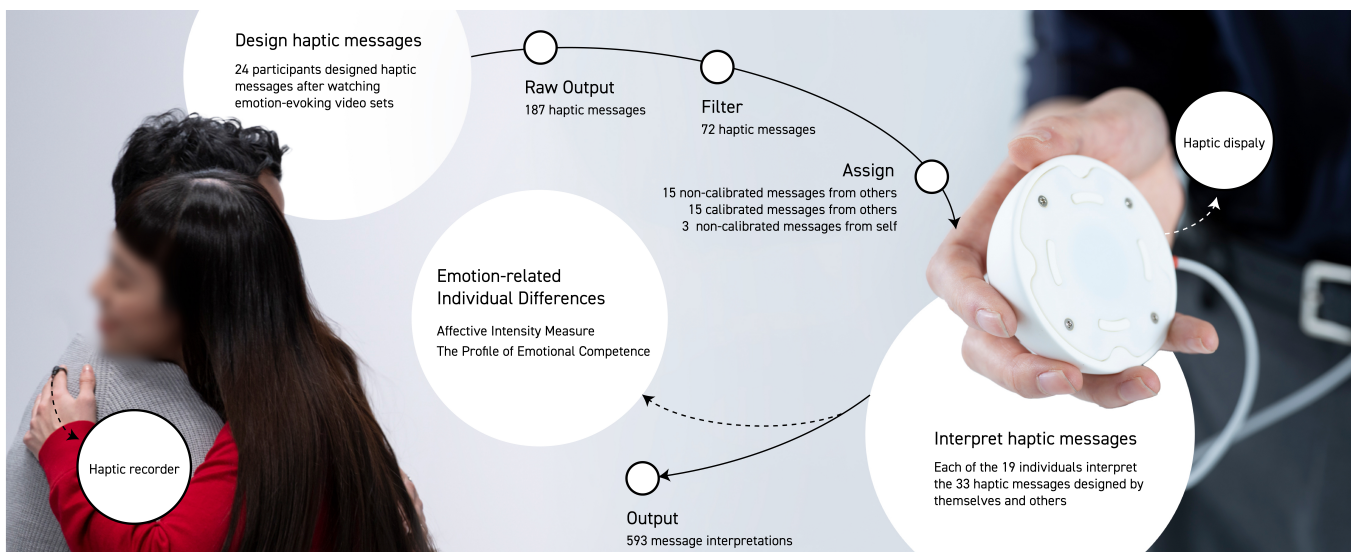 Design haptic messages
24 participants designed haptic
messages after watching
emotion-evoking video sets
Raw Output
187 haptic messages
Filter
72 haptic messages
Assign
15 non-calibrated messages from others
15 calibrated messages from others
3 non-calibrated messages from self
Haptic dispaly
Emotion-related
Individual Differences
Affective Intensity Measure
The Profile of Emotional Competence
Haptic recorder
Interpret haptic messages
Each of the 19 individuals interpret
the 33 haptic messages designed by
themselves and others
Output
593 message interpretations